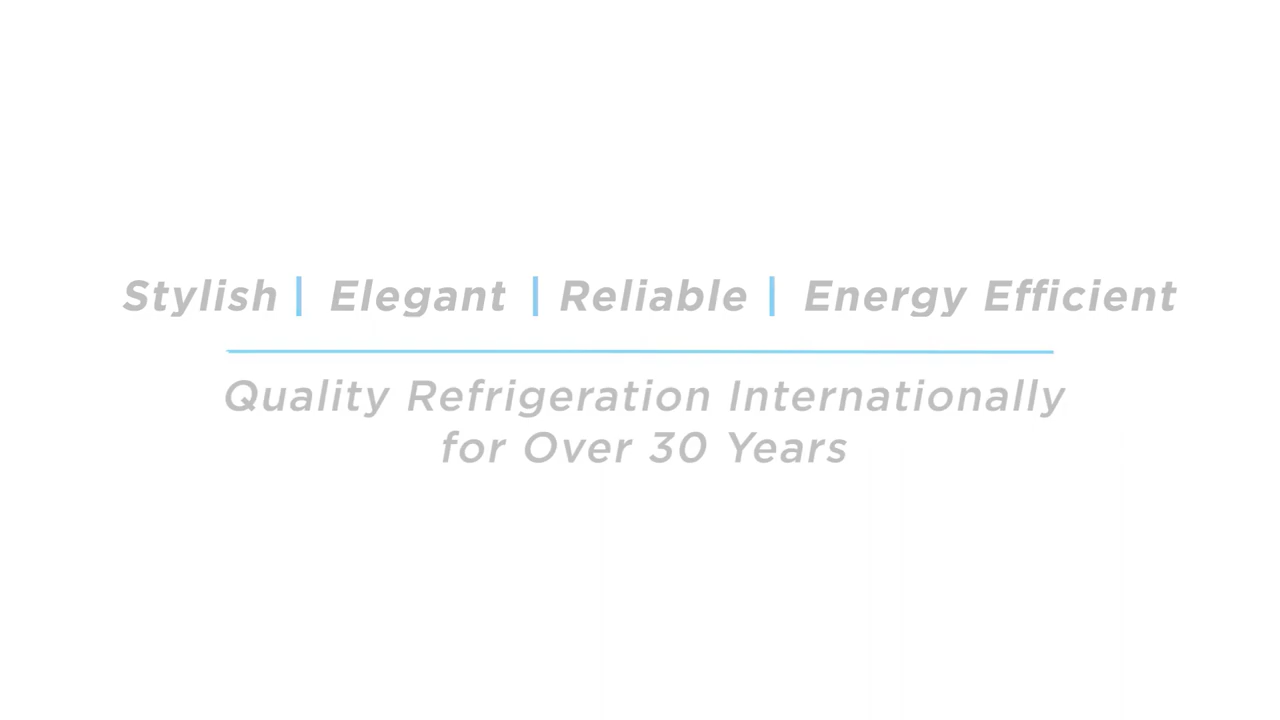 Stylish | Elegant | Reliable | Energy Efficient
Quality Refrigeration Internationally
for Over 30 Years